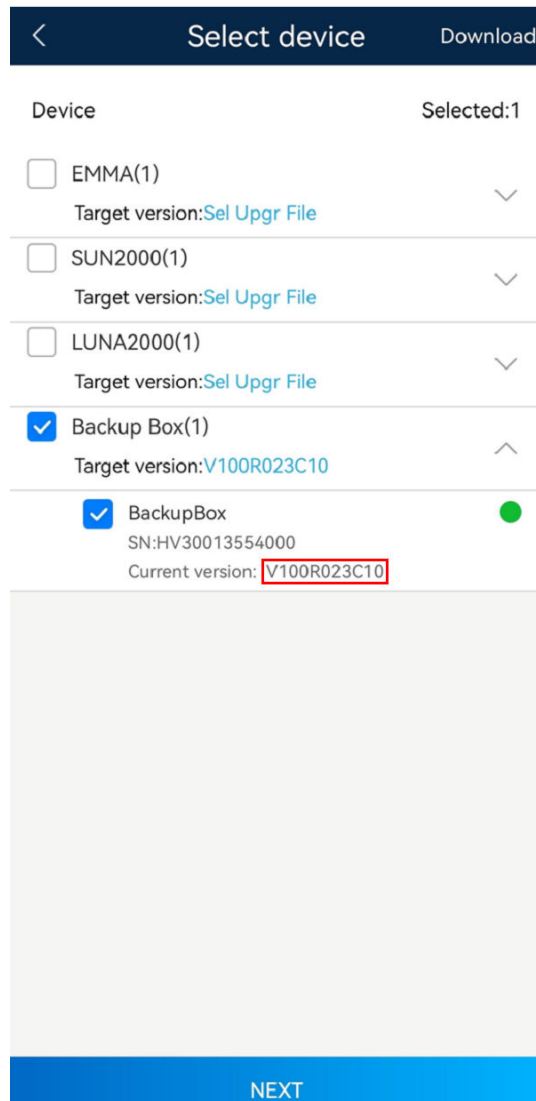 Select device Download
Device Selected:1
EMMA(1)
Target version:Sel Upgr File
SUN2000(1)
Target version:Sel Upgr File
LUNA2000(1)
Target version:Sel Upgr File
Backup Box(1)
Target version:V100R023C10
BackupBox
SN:HV30013554000
Current version: V100R023C10
NEXT